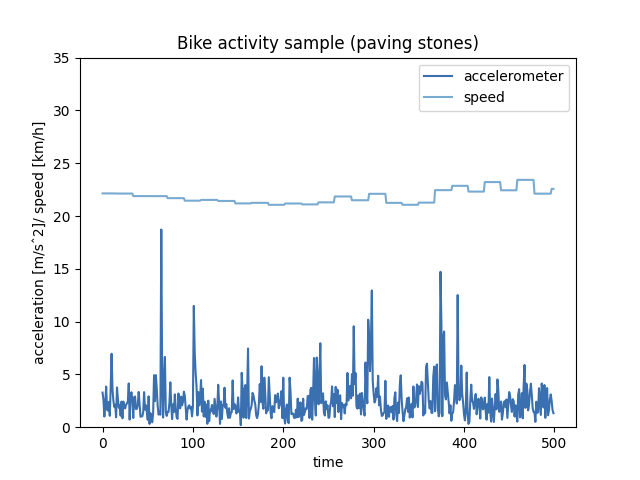 Bike activity sample (paving stones)
accelerometer
speed
acceleration [m/sˆ2]/ speed [km/h]
35
30
25
20
15
10
5
0
0 100 200 300 400 500
time